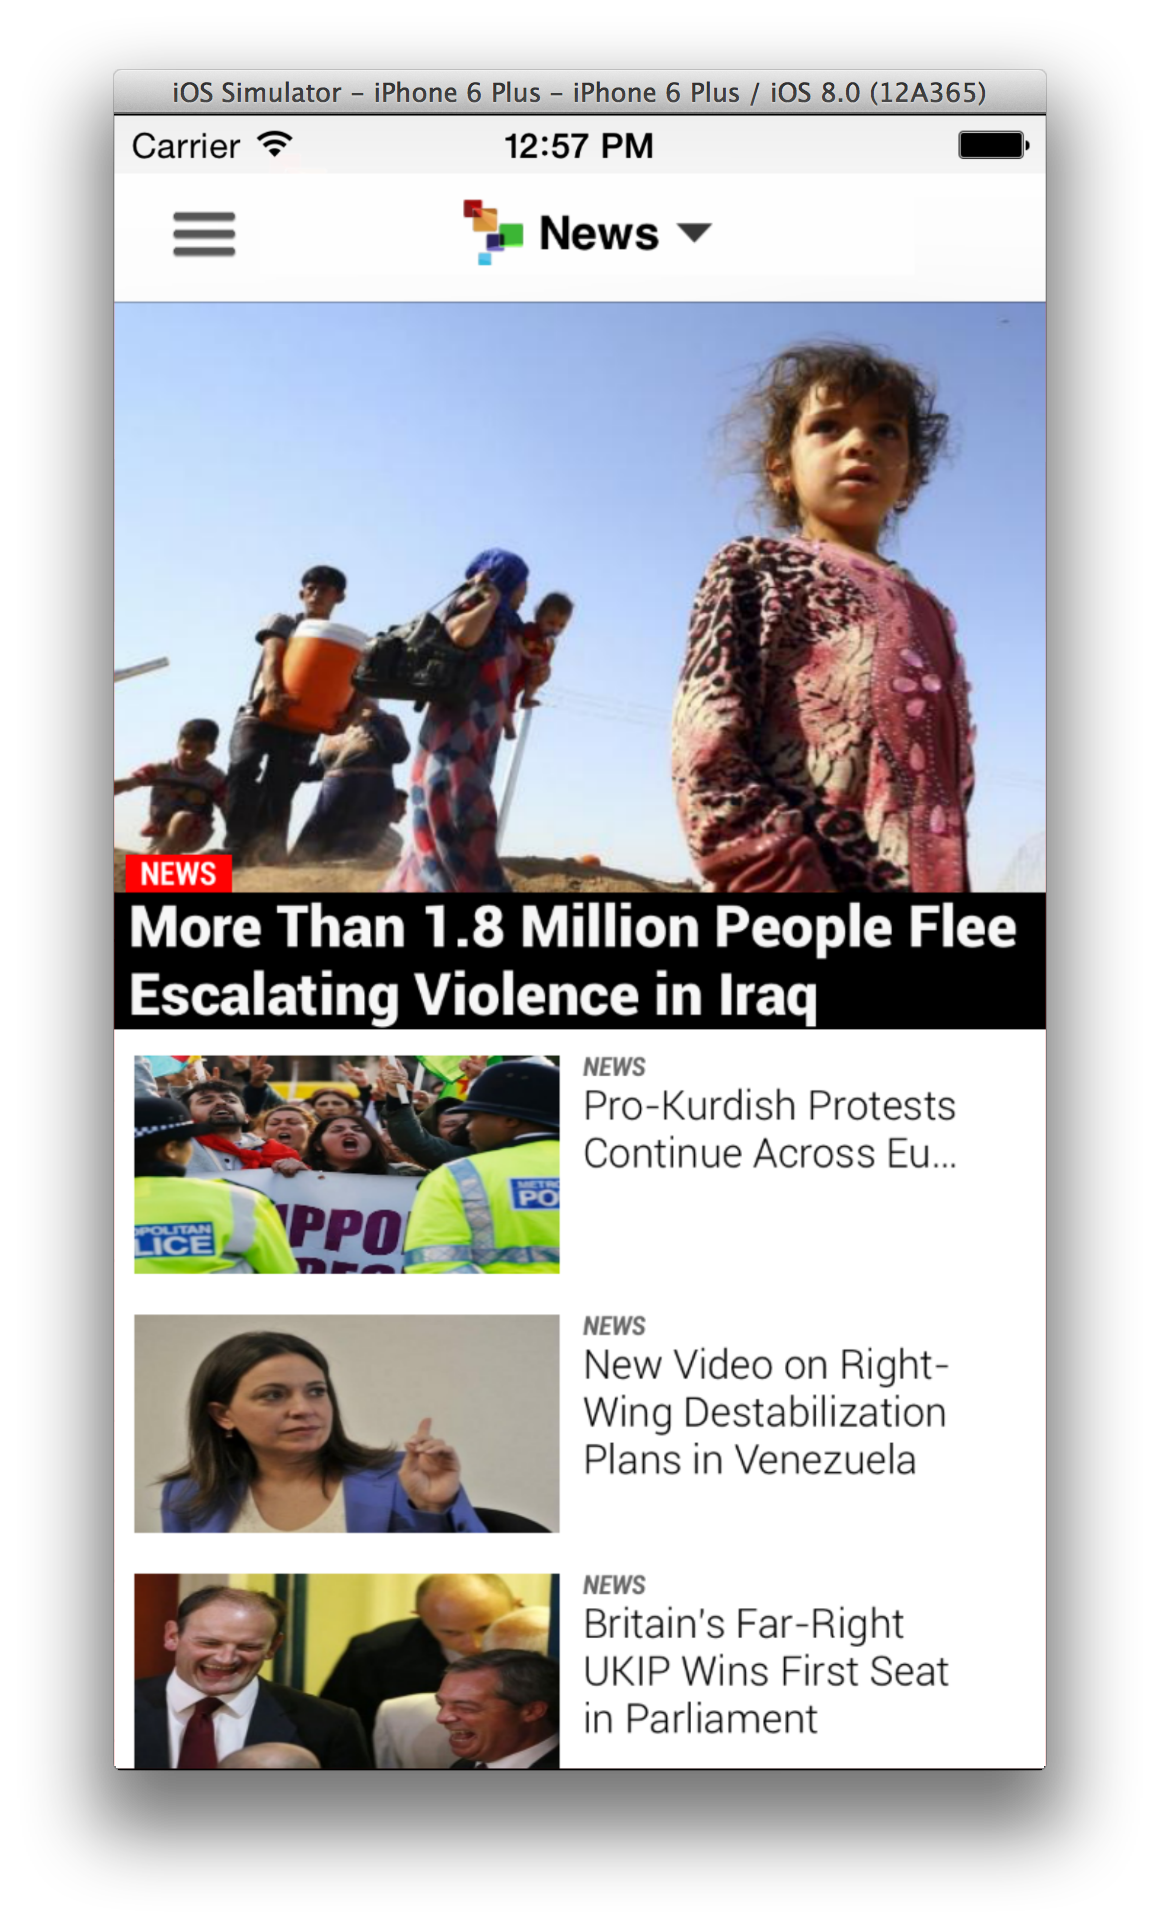 iOS Simulator – iPhone 6 Plus – iPhone 6 Plus / iOS 8.0 (12A365)
Carrier 12:57 PM
News
NEWS
More Than 1.8 Million People Flee
Escalating Violence in Iraq
NEWS
Pro-Kurdish Protests
Continue Across Eu...
OPOLITAN
LICE
METRO
PO
IPPO
NEWS
New Video on Right-
Wing Destabilization
Plans in Venezuela
NEWS
Britain's Far-Right
UKIP Wins First Seat
in Parliament